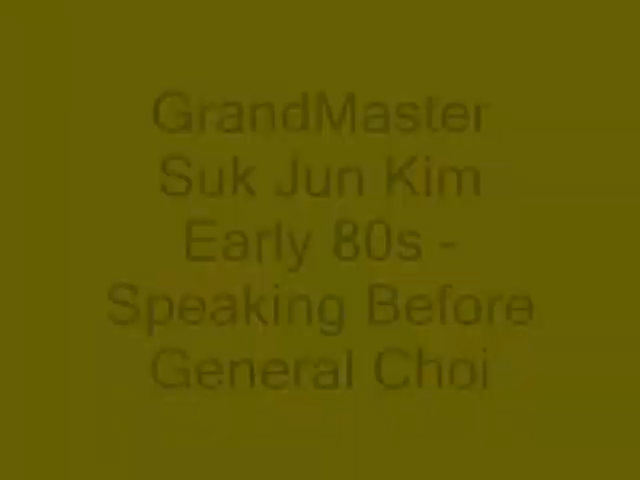 GrandMaster
Suk Jun Kim
Early 80s -
Speaking Before
General Choi